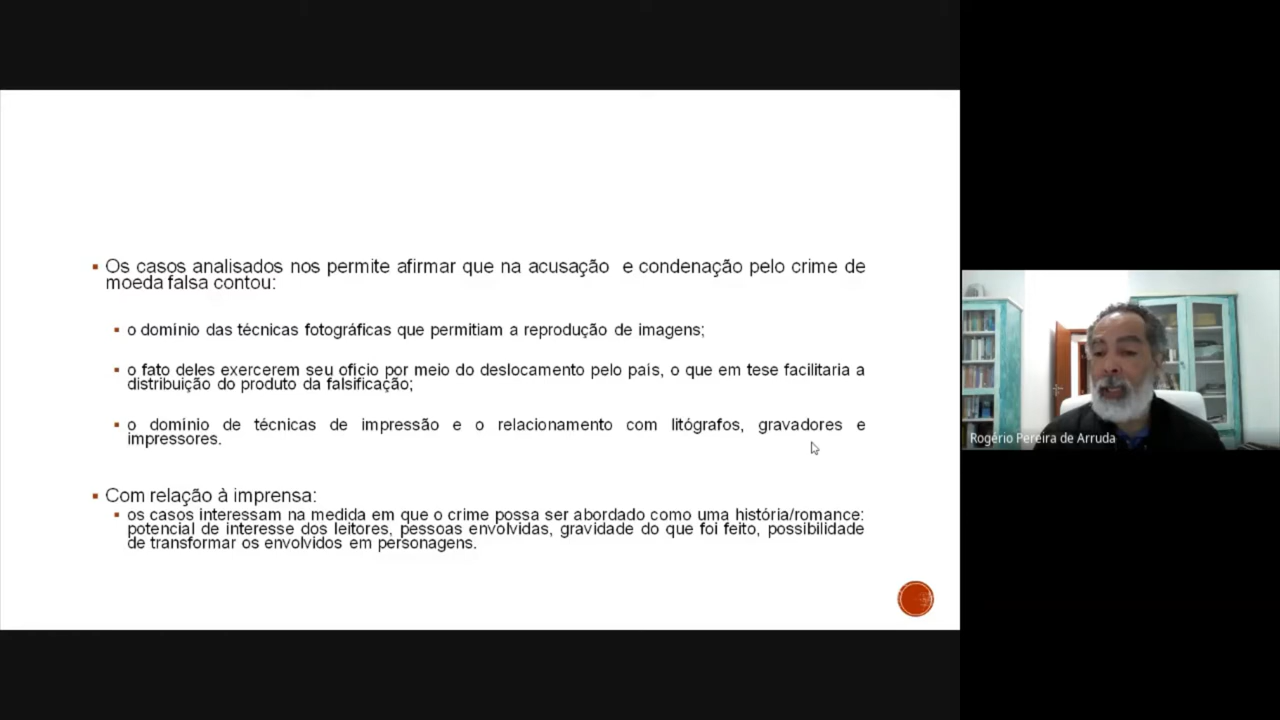 Os casos analisados nos permite afirmar que na acusação e condenação pelo crime de
moeda falsa contou:
o domínio das técnicas fotográficas que permitiam a reprodução de imagens;
o fato deles exercerem seu ofício por meio do deslocamento pelo país, o que em tese facilitaria a
distribuição do produto da falsificação;
o domínio de técnicas de impressão e o relacionamento com litógrafos, gravadores e
impressores.
Com relação à imprensa:
os casos interessam na medida em que o crime possa ser abordado como uma história/romance:
potencial de interesse dos leitores, pessoas envolvidas, gravidade do que foi feito, possibilidade
de transformar os envolvidos em personagens.
Rogério Pereira de Arruda